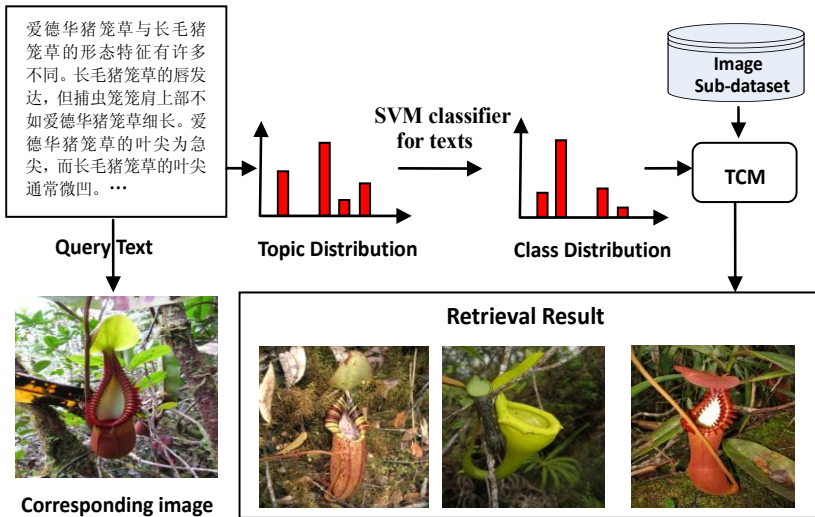 爱德华猪笼草与长毛猪
笼草的形态特征有许多
不同。长毛猪笼草的唇发
达，但捕虫笼笼肩上部不
如爱德华猪笼草细长。爱
德华猪笼草的叶尖为急
尖，而长毛猪笼草的叶尖
通常微凹。…
Query Text
Corresponding image
Topic Distribution
SVM classifier
for texts
Class Distribution
Image
Sub-dataset
TCM
Retrieval Result